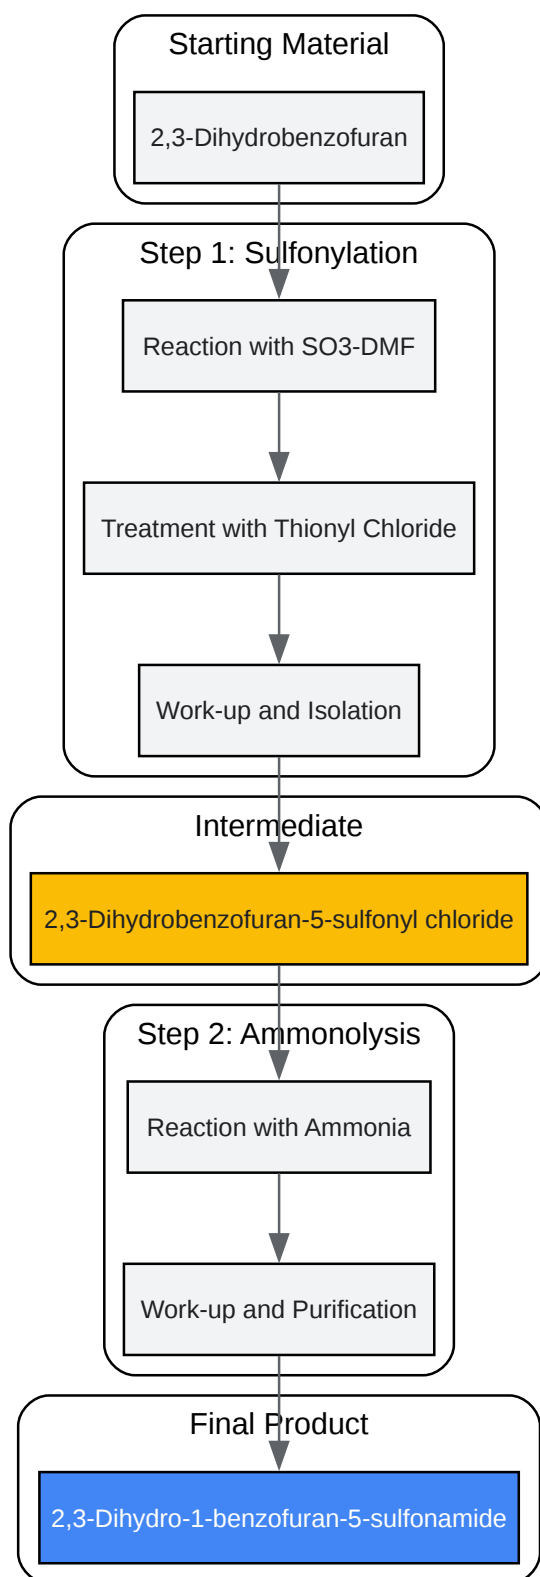 Starting Material
2,3-Dihydrobenzofuran
Step 1: Sulfonylation
Reaction with SO3-DMF
Treatment with Thionyl Chloride
Work-up and Isolation
Intermediate
2,3-Dihydrobenzofuran-5-sulfonyl chloride
Step 2: Ammonolysis
Reaction with Ammonia
Work-up and Purification
Final Product
2,3-Dihydro-1-benzofuran-5-sulfonamide